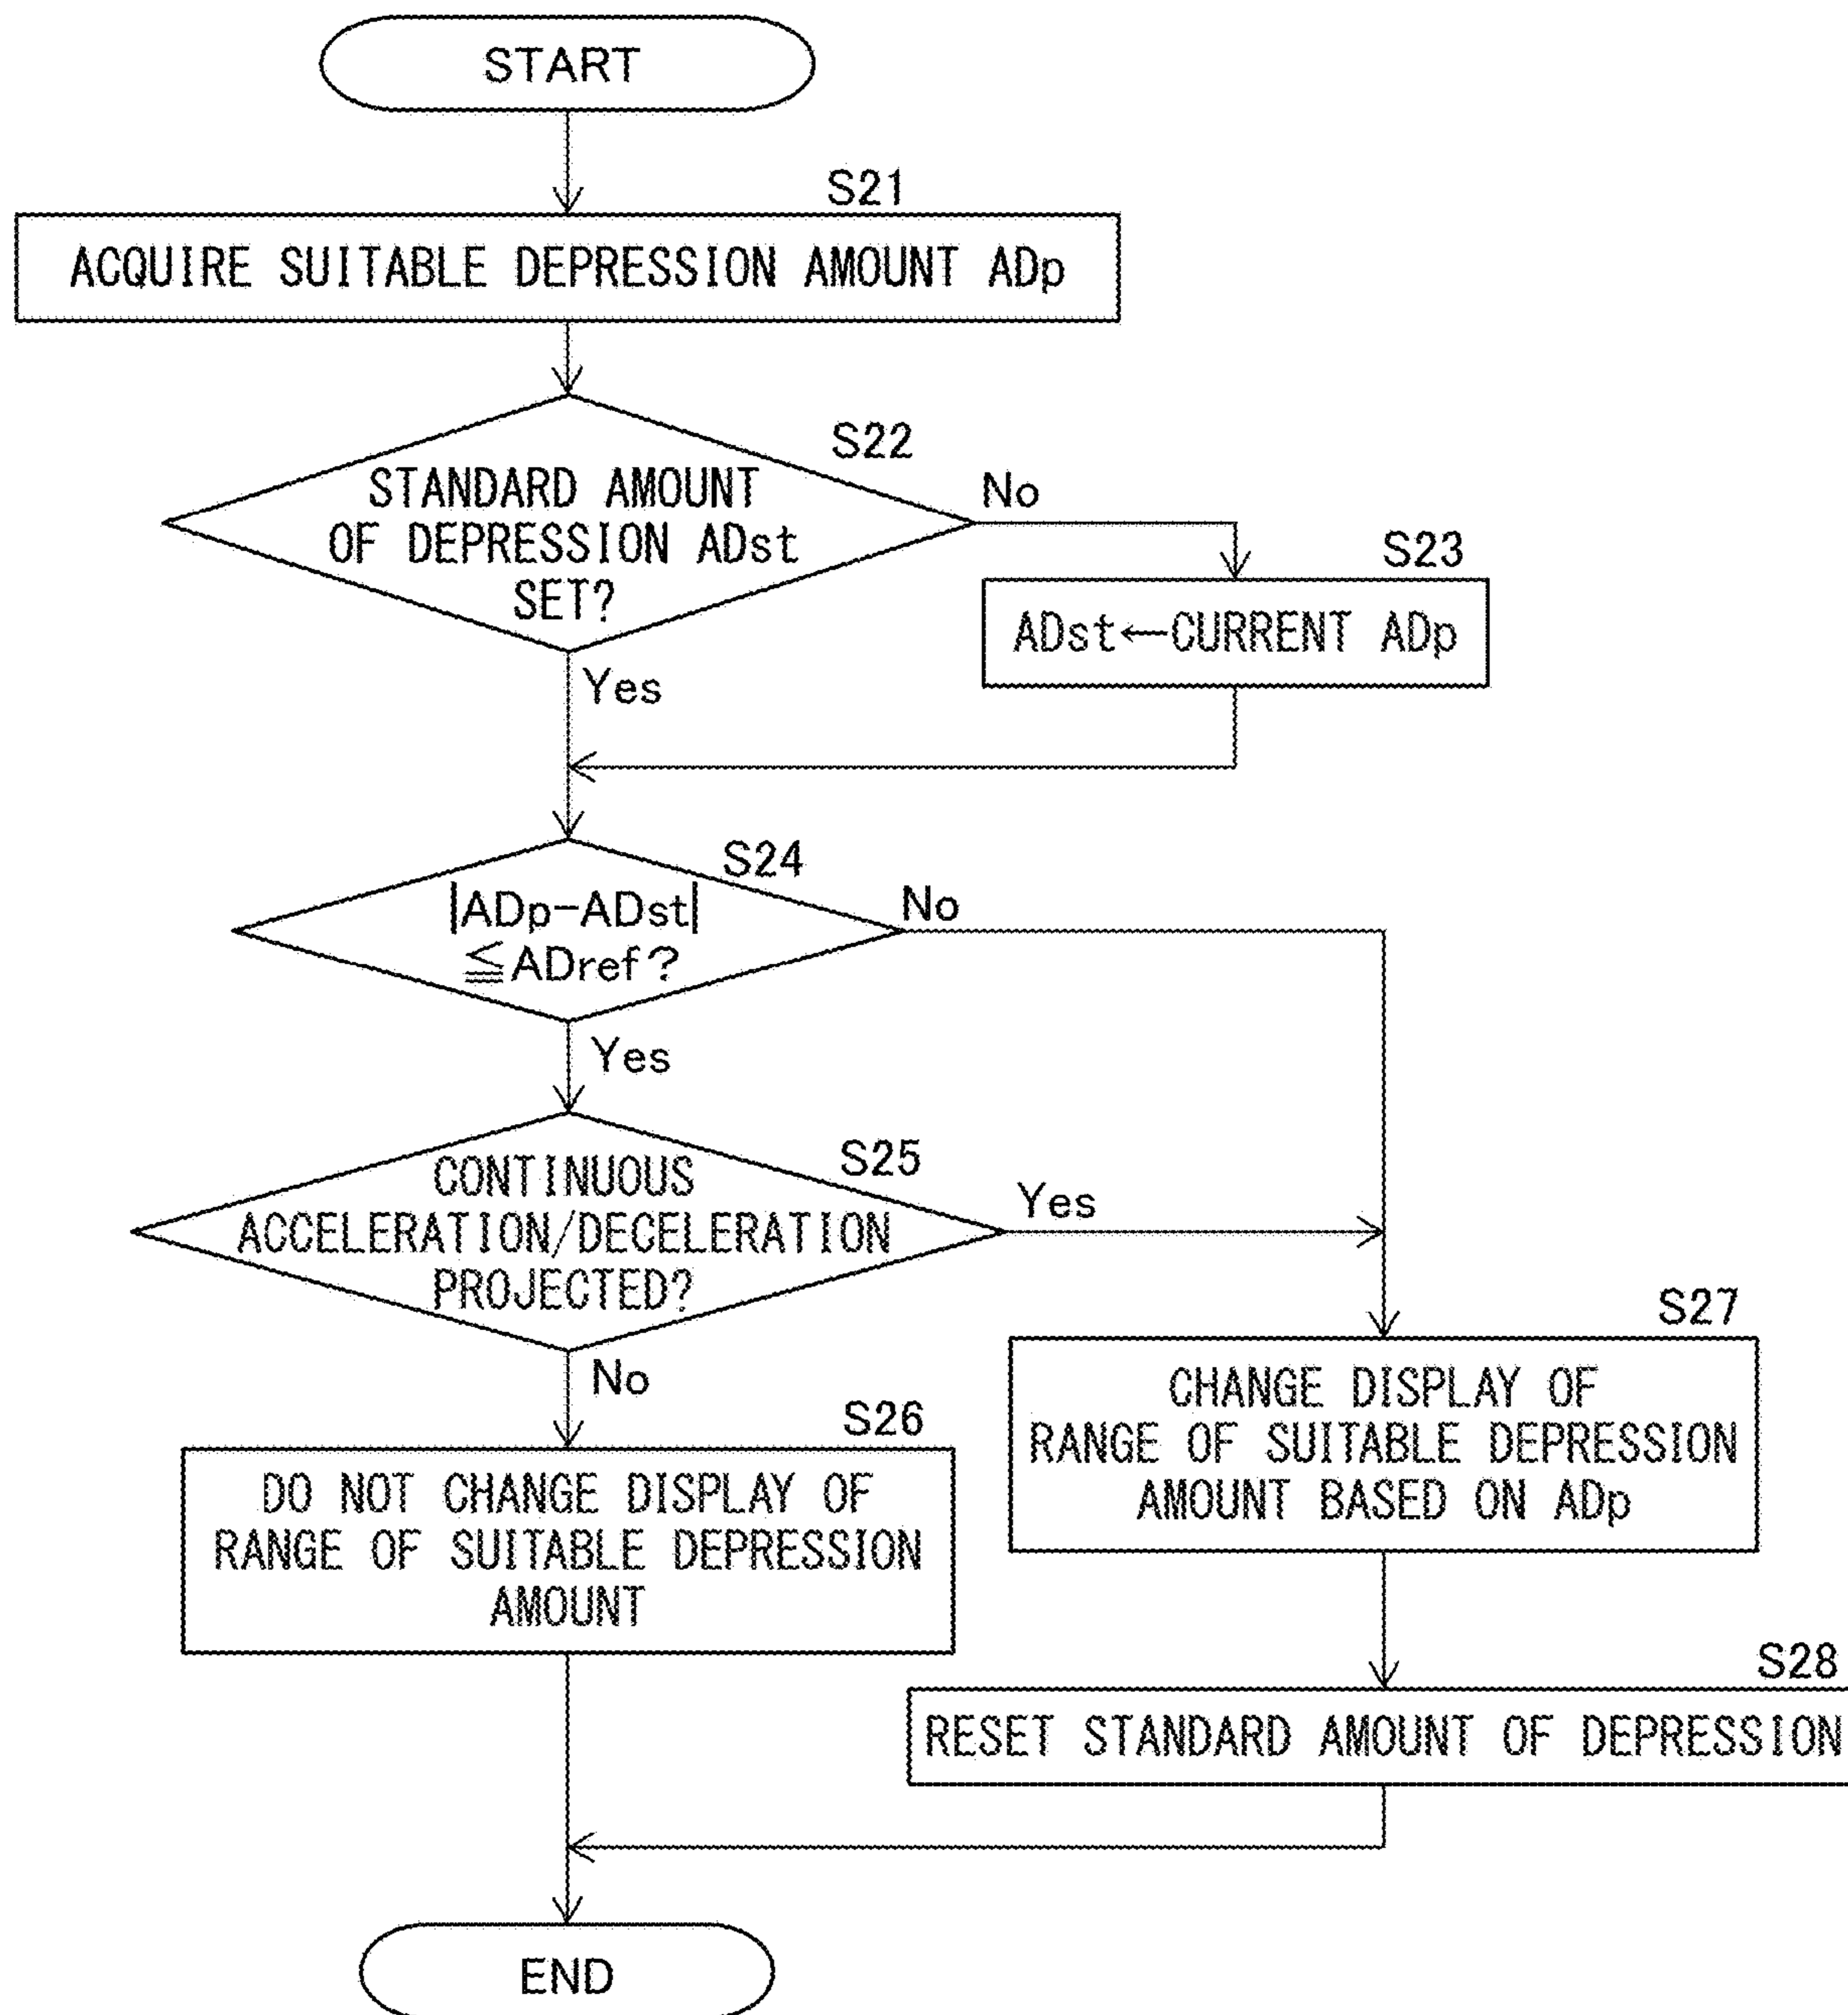 START
S21
ACQUIRE SUITABLE DEPRESSION AMOUNT ADp
S22
STANDARD AMOUNT
OF DEPRESSION ADst
SET?
No
Yes
S23
ADst←CURRENT ADp
S24
|ADp-ADst|
≦ADref?
No
Yes
S25
CONTINUOUS
ACCELERATION/DECELERATION
PROJECTED?
Yes
No
S26
DO NOT CHANGE DISPLAY OF
RANGE OF SUITABLE DEPRESSION
AMOUNT
S27
CHANGE DISPLAY OF
RANGE OF SUITABLE DEPRESSION
AMOUNT BASED ON ADp
S28
RESET STANDARD AMOUNT OF DEPRESSION
END